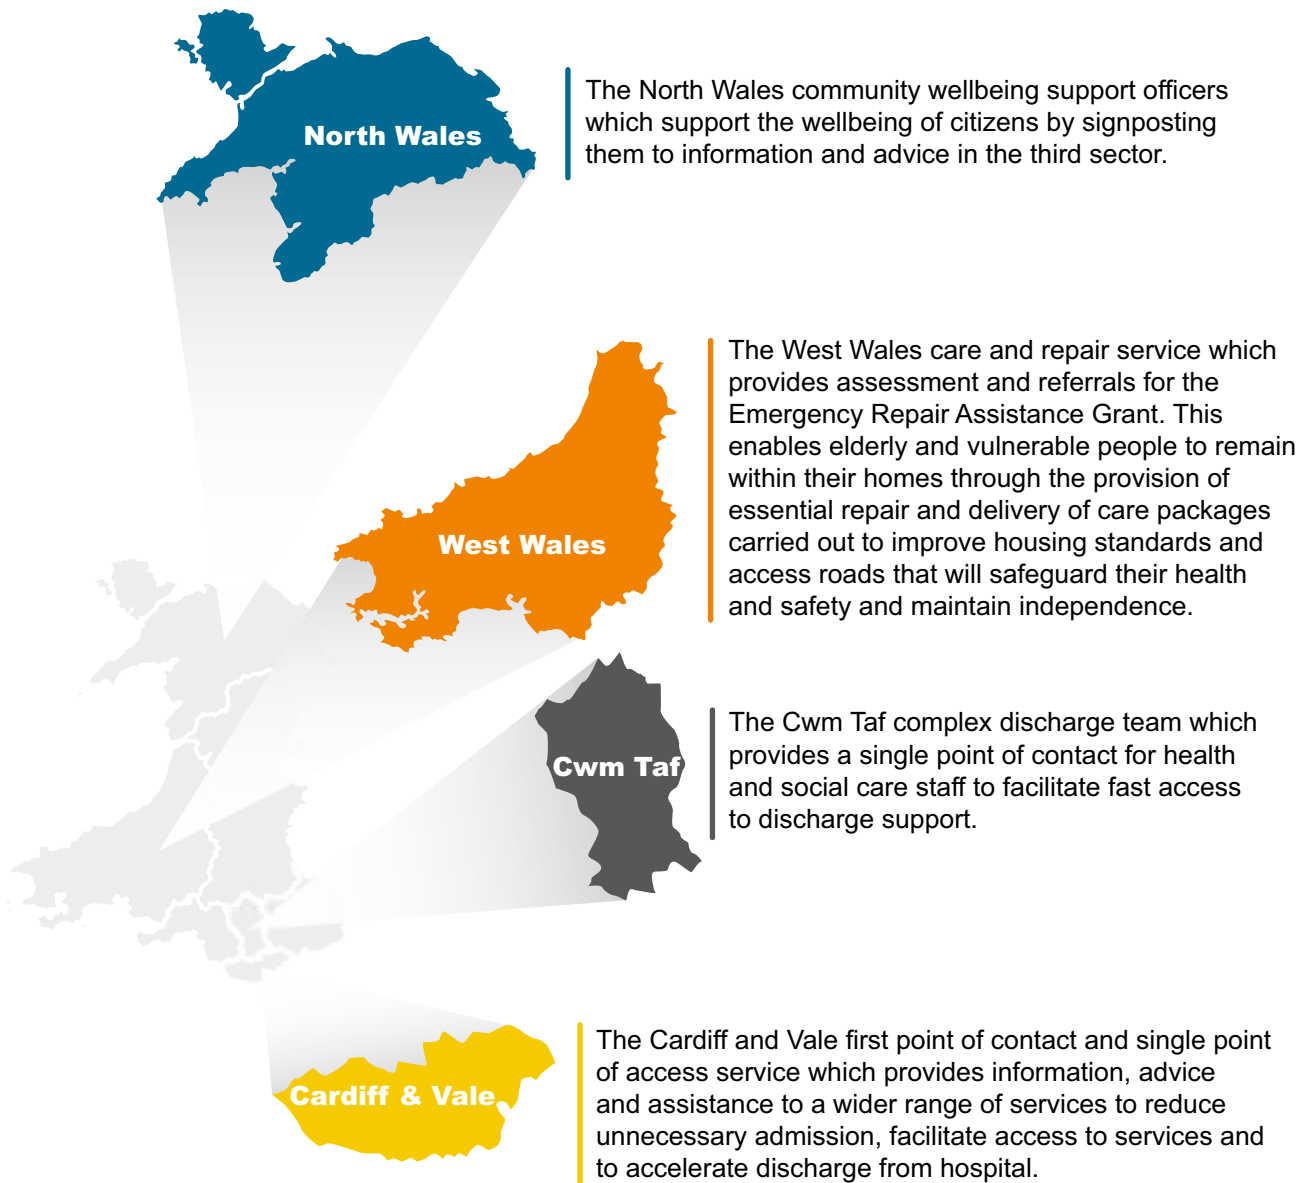 North Wales
The North Wales community wellbeing support officers
which support the wellbeing of citizens by signposting
them to information and advice in the third sector.
West Wales
The West Wales care and repair service which
provides assessment and referrals for the
Emergency Repair Assistance Grant. This
enables elderly and vulnerable people to remain
within their homes through the provision of
essential repair and delivery of care packages
carried out to improve housing standards and
access roads that will safeguard their health
and safety and maintain independence.
Cwm Taf
The Cwm Taf complex discharge team which
provides a single point of contact for health
and social care staff to facilitate fast access
to discharge support.
Cardiff & Vale
The Cardiff and Vale first point of contact and single point
of access service which provides information, advice
and assistance to a wider range of services to reduce
unnecessary admission, facilitate access to services and
to accelerate discharge from hospital.